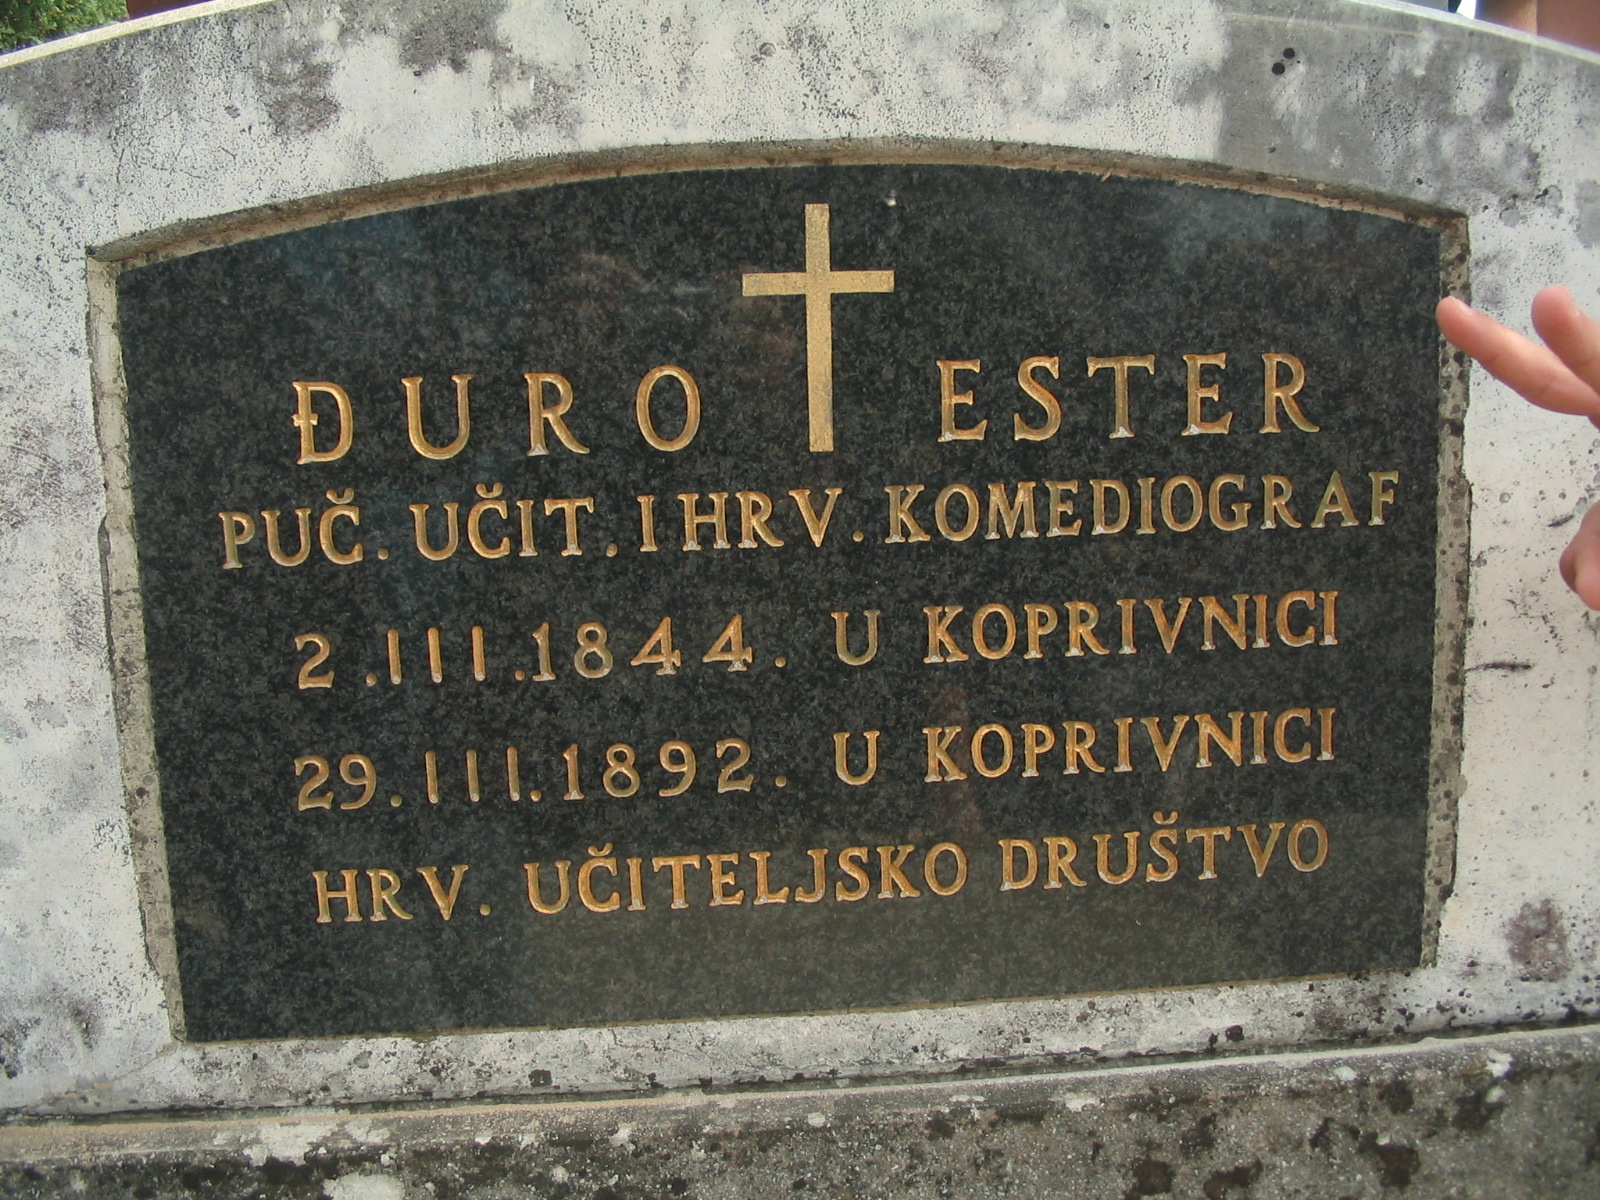 ĐURO ESTER
PUČ. UČIT. I HRV. KOMEDIOGRAF
2.III.1844. U KOPRIVNICI
29.III.1892. U KOPRIVNICI
HRV. UČITELJSKO DRUŠTVO